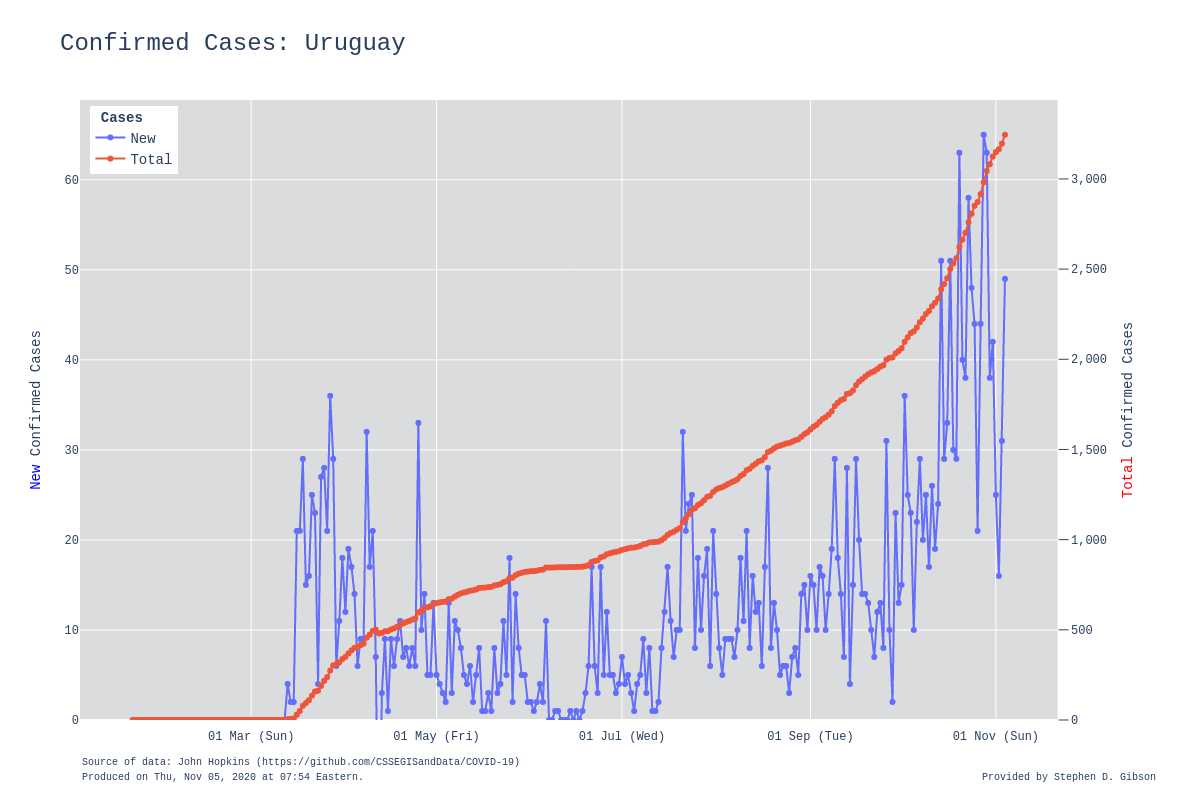 Confirmed Cases: Uruguay
Cases
New
Total
60
50
40
30
20
10
0
3,000
2,500
2,000
1,500
1,000
500
0
New Confirmed Cases
Total Confirmed Cases
01 Mar (Sun)
01 May (Fri)
01 Jul (Wed)
01 Sep (Tue)
01 Nov (Sun)
Source of data: John Hopkins (https://github.com/CSSEGISandData/COVID-19)
Produced on Thu, Nov 05, 2020 at 07:54 Eastern.
Provided by Stephen D. Gibson